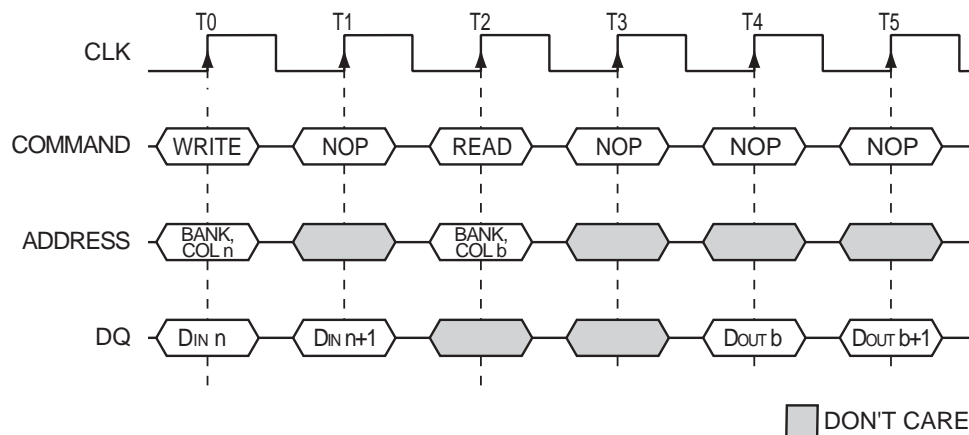 T0 T1 T2 T3 T4 T5
CLK
COMMAND WRITE NOP READ NOP NOP NOP
ADDRESS BANK, COL n BANK, COL b
DQ DIN n DIN n+1 DOUT b DOUT b+1
DON'T CARE